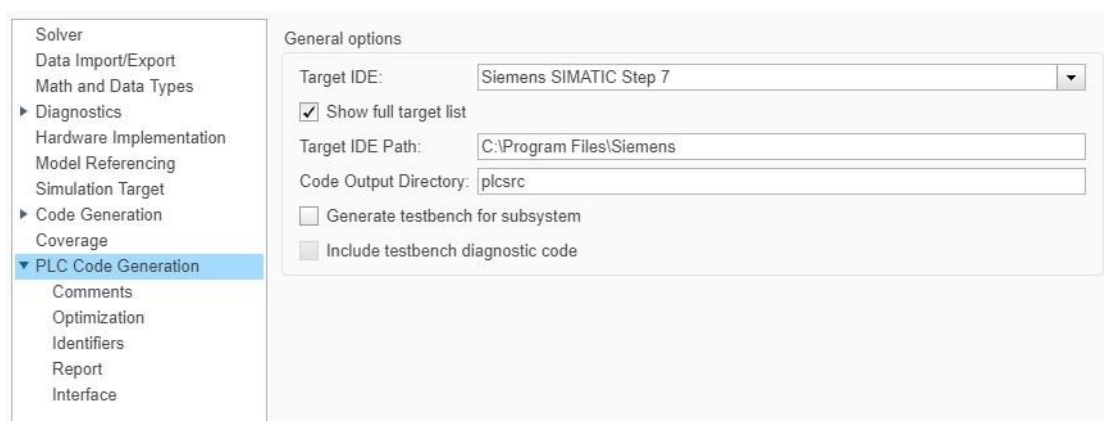 Solver
Data Import/Export
Math and Data Types
Diagnostics
Hardware Implementation
Model Referencing
Simulation Target
Code Generation
Coverage
PLC Code Generation
Comments
Optimization
Identifiers
Report
Interface
General options
Target IDE: Siemens SIMATIC Step 7
Show full target list
Target IDE Path: C:\Program Files\Siemens
Code Output Directory: plcsrc
Generate testbench for subsystem
Include testbench diagnostic code